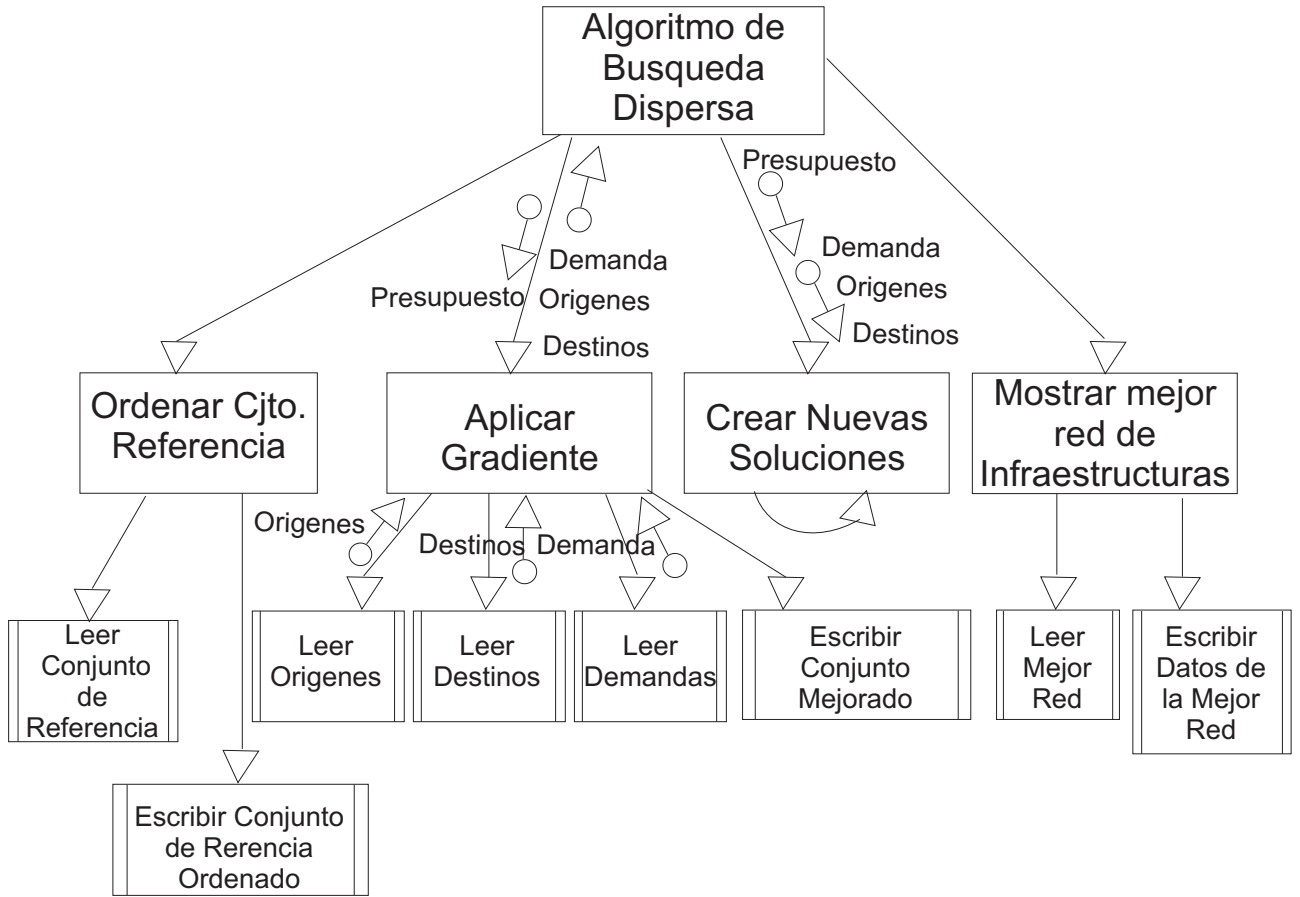 Algoritmo de
Busqueda
Dispersa
Presupuesto
Demanda
Origenes
Destinos
Presupuesto
Demanda
Origenes
Destinos
Ordenar Cjto.
Referencia
Aplicar
Gradiente
Crear Nuevas
Soluciones
Mostrar mejor
red de
Infraestructuras
Origenes
Destinos
Demanda
Leer
Conjunto
de
Referencia
Leer
Origenes
Leer
Destinos
Leer
Demandas
Escribir
Conjunto
Mejorado
Leer
Mejor
Red
Escribir
Datos de
la Mejor
Red
Escribir Conjunto
de Rerencia
Ordenado